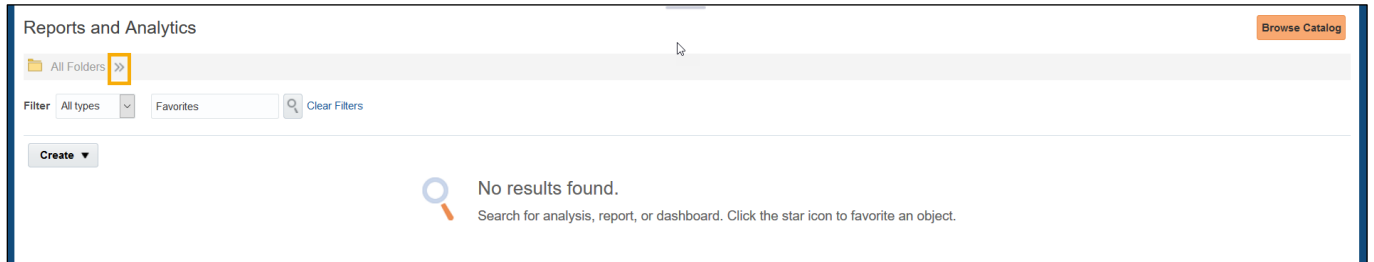 Reports and Analytics
Browse Catalog
All Folders »
Filter All types Favorites Clear Filters
Create ▼
No results found.
Search for analysis, report, or dashboard. Click the star icon to favorite an object.